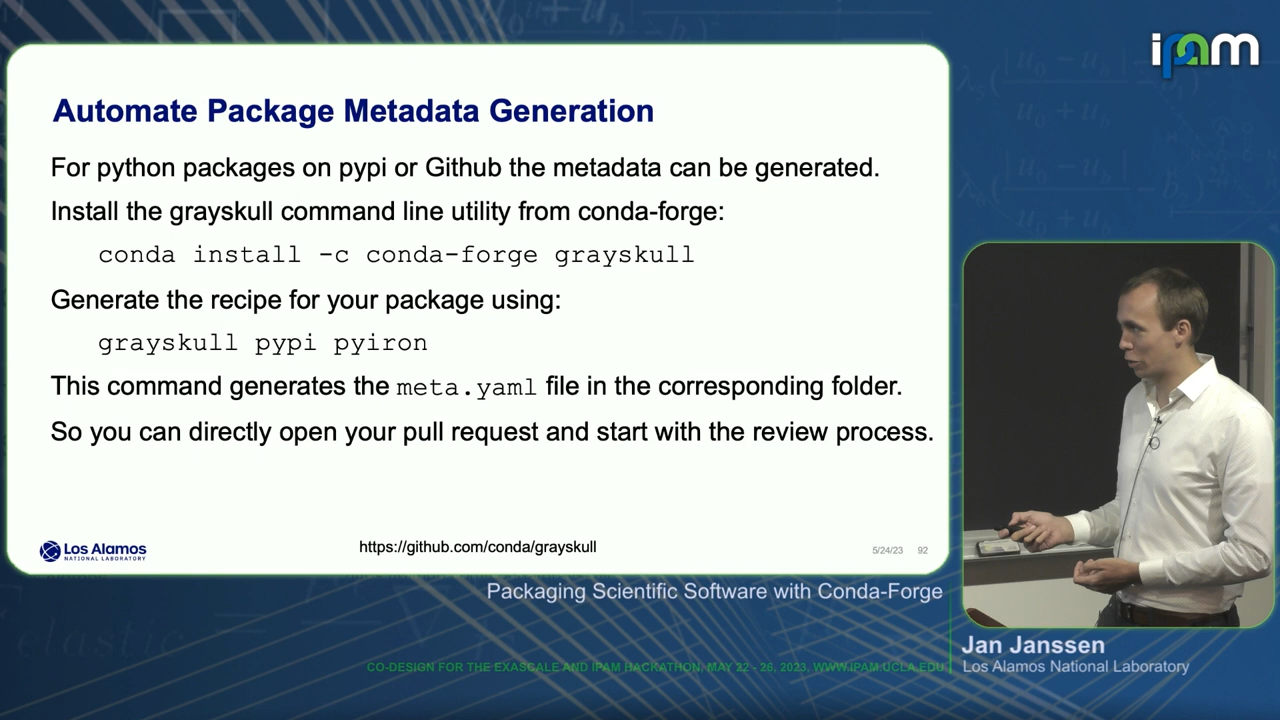 ipam
Automate Package Metadata Generation
For python packages on pypi or Github the metadata can be generated.
Install the grayskull command line utility from conda-forge:
conda install -c conda-forge grayskull
Generate the recipe for your package using:
grayskull pypi pyiron
This command generates the meta.yaml file in the corresponding folder.
So you can directly open your pull request and start with the review process.
Los Alamos
NATIONAL LABORATORY
https://github.com/conda/grayskull
5/24/23 92
Packaging Scientific Software with Conda-Forge
Jan Janssen
Los Alamos National Laboratory
CO-DESIGN FOR THE EXASCALE AND IPAM HACKATHON, MAY 22 - 26, 2023, WWW.IPAM.UCLA.EDU
elastic